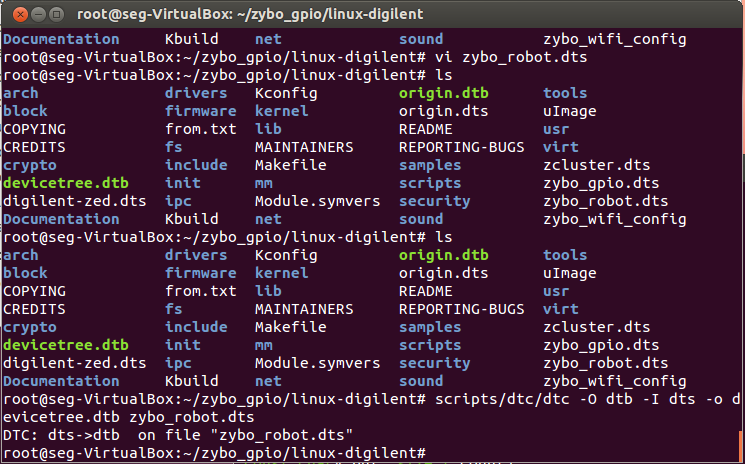 root@seg-VirtualBox: ~/zybo_gpio/linux-digilent
Documentation Kbuild net sound zybo_wifi_config
root@seg-VirtualBox:~/zybo_gpio/linux-digilent# vi zybo_robot.dts
root@seg-VirtualBox:~/zybo_gpio/linux-digilent# ls
arch drivers Kconfig origin.dtb tools
block firmware kernel origin.dts uImage
COPYING from.txt lib README usr
CREDITS fs MAINTAINERS REPORTING-BUGS virt
crypto include Makefile samples zcluster.dts
devicetree.dtb init mm scripts zybo_gpio.dts
digilent-zed.dts ipc Module.symvers security zybo_robot.dts
Documentation Kbuild net sound zybo_wifi_config
root@seg-VirtualBox:~/zybo_gpio/linux-digilent# ls
arch drivers Kconfig origin.dtb tools
block firmware kernel origin.dts uImage
COPYING from.txt lib README usr
CREDITS fs MAINTAINERS REPORTING-BUGS virt
crypto include Makefile samples zcluster.dts
devicetree.dtb init mm scripts zybo_gpio.dts
digilent-zed.dts ipc Module.symvers security zybo_robot.dts
Documentation Kbuild net sound zybo_wifi_config
root@seg-VirtualBox:~/zybo_gpio/linux-digilent# scripts/dtc/dtc -O dtb -I dts -o d
evicetree.dtb zybo_robot.dts
DTC: dts->dtb on file "zybo_robot.dts"
root@seg-VirtualBox:~/zybo_gpio/linux-digilent#